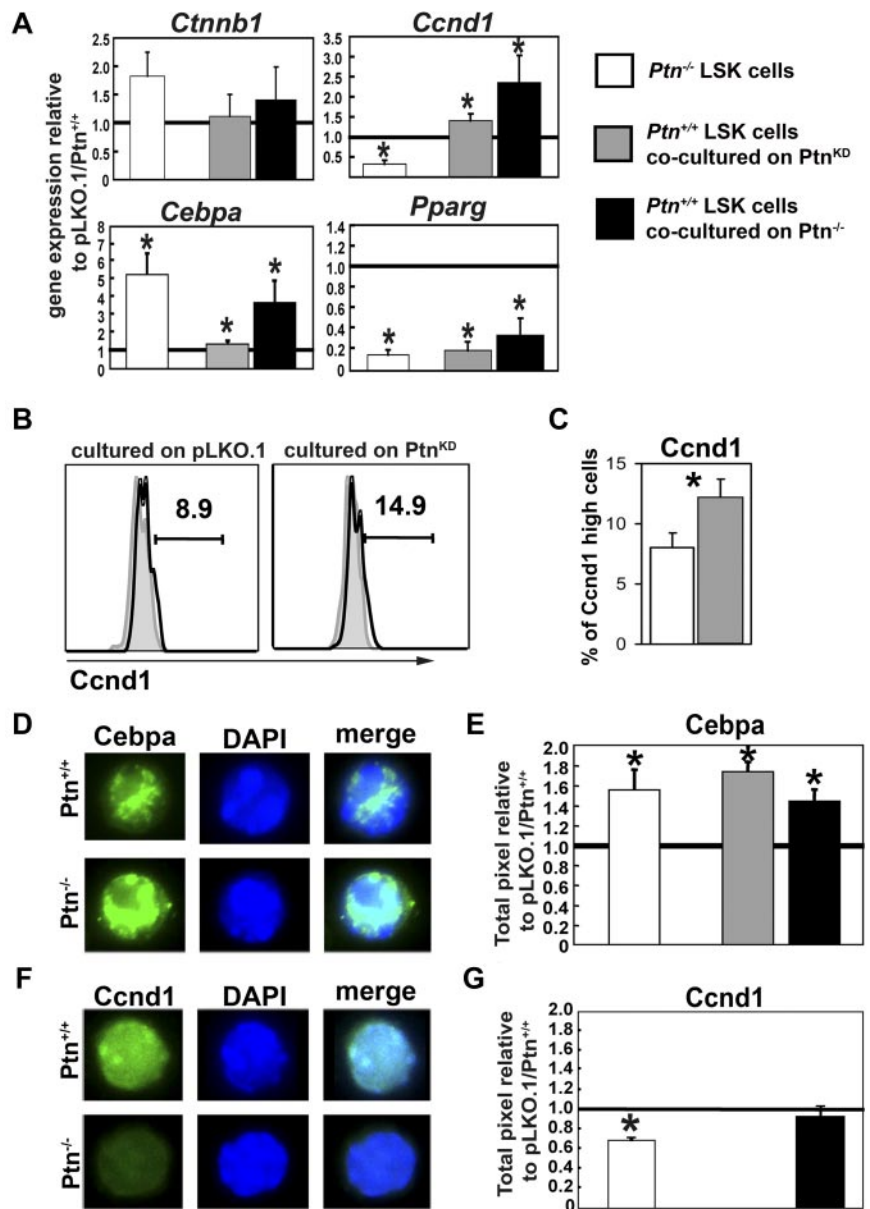 A
Ctnnb1
Ccnd1
gene expression relative
to pLKO.1/Ptn+/+
2.5
2.0
1.5
1.0
0.5
0
3.0
2.5
2.0
1.5
1.0
0.5
*
*
*
Ptn-/- LSK cells
Ptn+/+ LSK cells
co-cultured on PtnKD
Ptn+/+ LSK cells
co-cultured on Ptn-/-
Cebpa
Pparg
8
7
6
5
4
3
2
1
0
*
*
*
1.4
1.2
1.0
0.8
0.6
0.4
0.2
0
*
*
*
B
cultured on pLKO.1
cultured on PtnKD
8.9
14.9
Ccnd1
C
Ccnd1
% of Ccnd1 high cells
15
10
5
0
*
D
Cebpa DAPI merge
Ptn+/+
Ptn-/-
E
Cebpa
Total pixel relative
to pLKO.1/Ptn+/+
2.0
1.8
1.6
1.4
1.2
1.0
0.8
0.6
0.4
0.2
0
*
*
*
F
Ccnd1 DAPI merge
Ptn+/+
Ptn-/-
G
Ccnd1
Total pixel relative
to pLKO.1/Ptn+/+
2.0
1.8
1.6
1.4
1.2
1.0
0.8
0.6
0.4
0.2
0
*